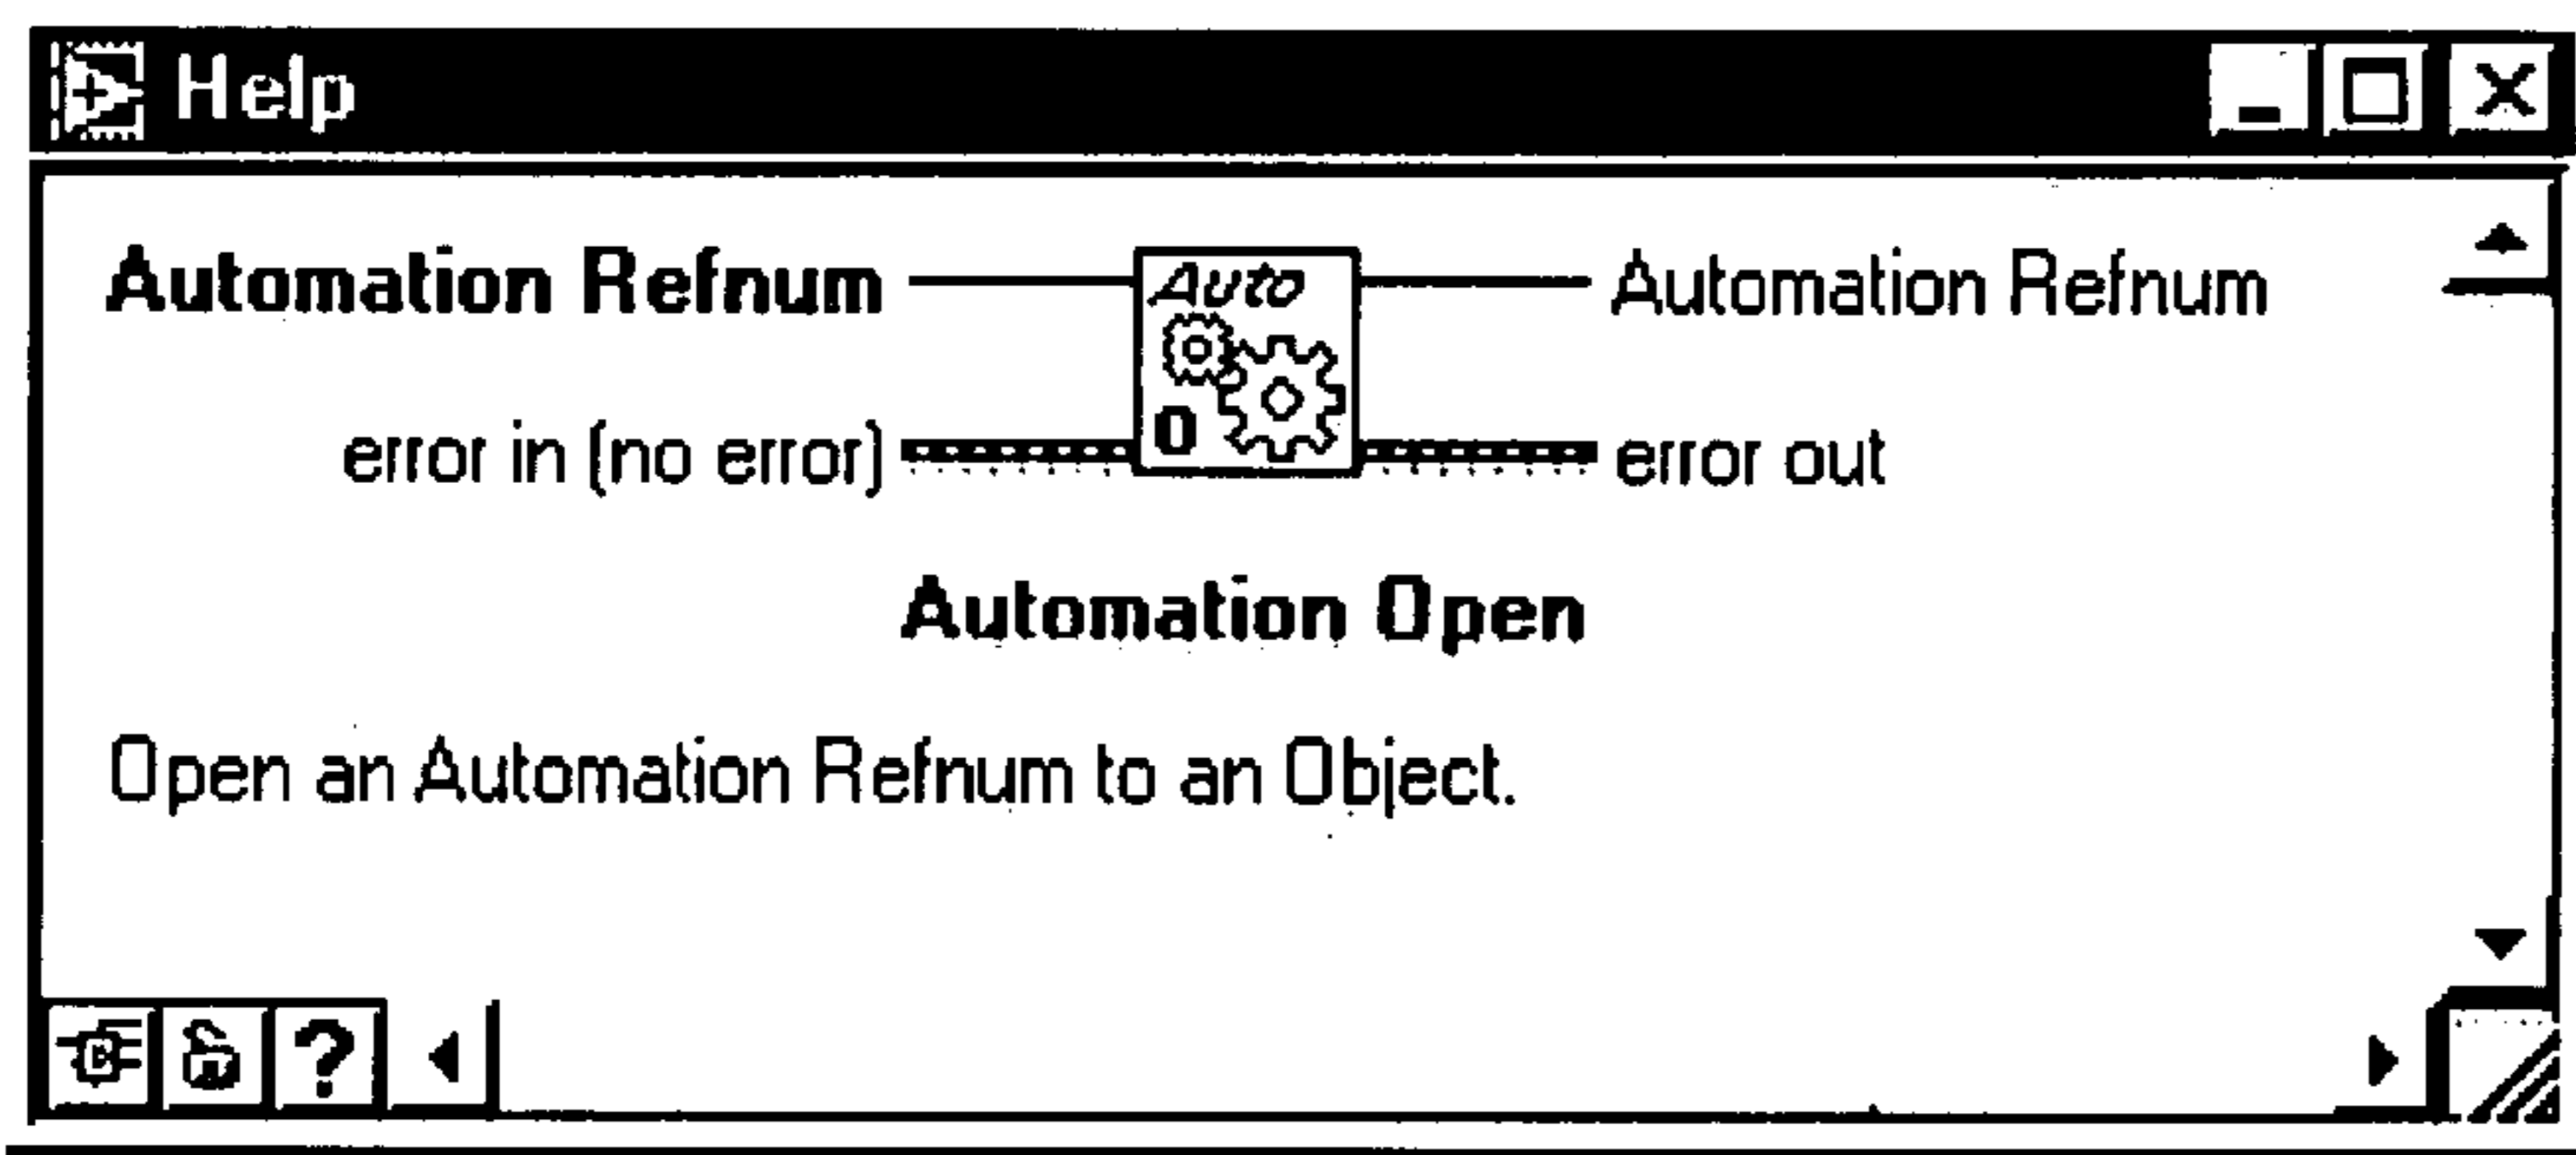 Help
Automation Refnum Auto Automation Refnum
error in (no error) O error out
Automation Open
Open an Automation Refnum to an Object.
?